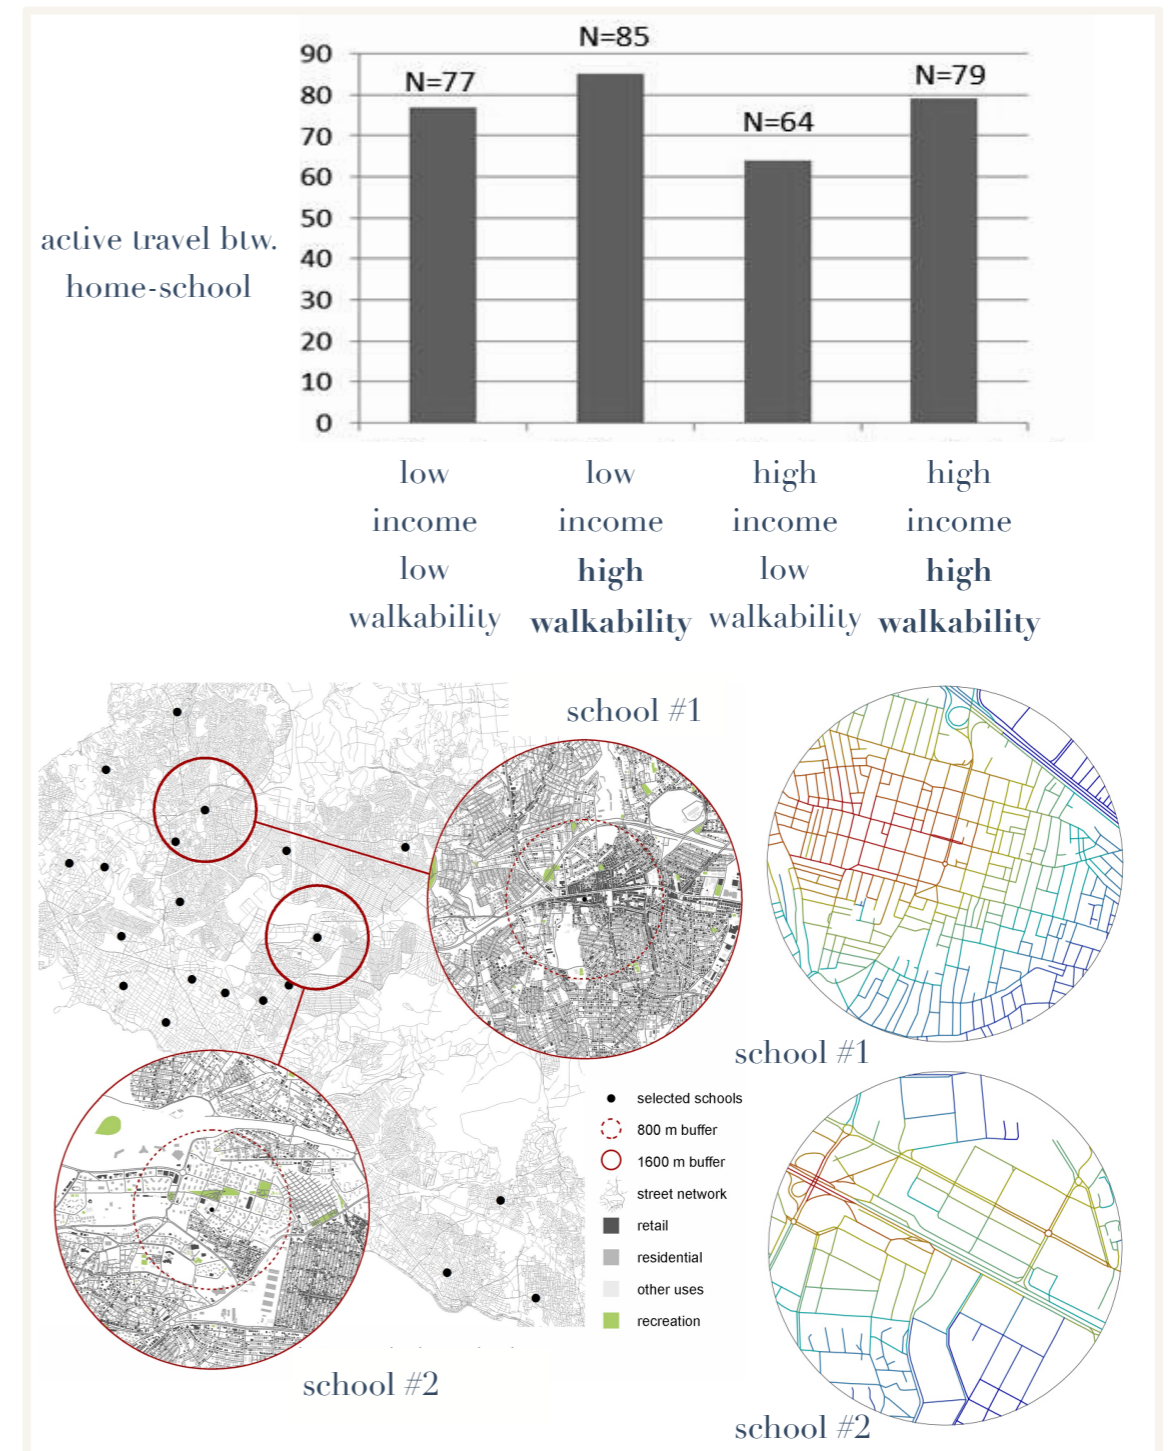 N=85
90
N=77
N=79
80
N=64
70
60
50
active travel btw.
home-school
40
30
20
10
0
low
income
low
walkability
low
income
high
walkability
high
income
low
walkability
high
income
high
walkability
school #1
school #1
selected schools
800 m buffer
1600 m buffer
street network
retail
residential
other uses
recreation
school #2
school #2